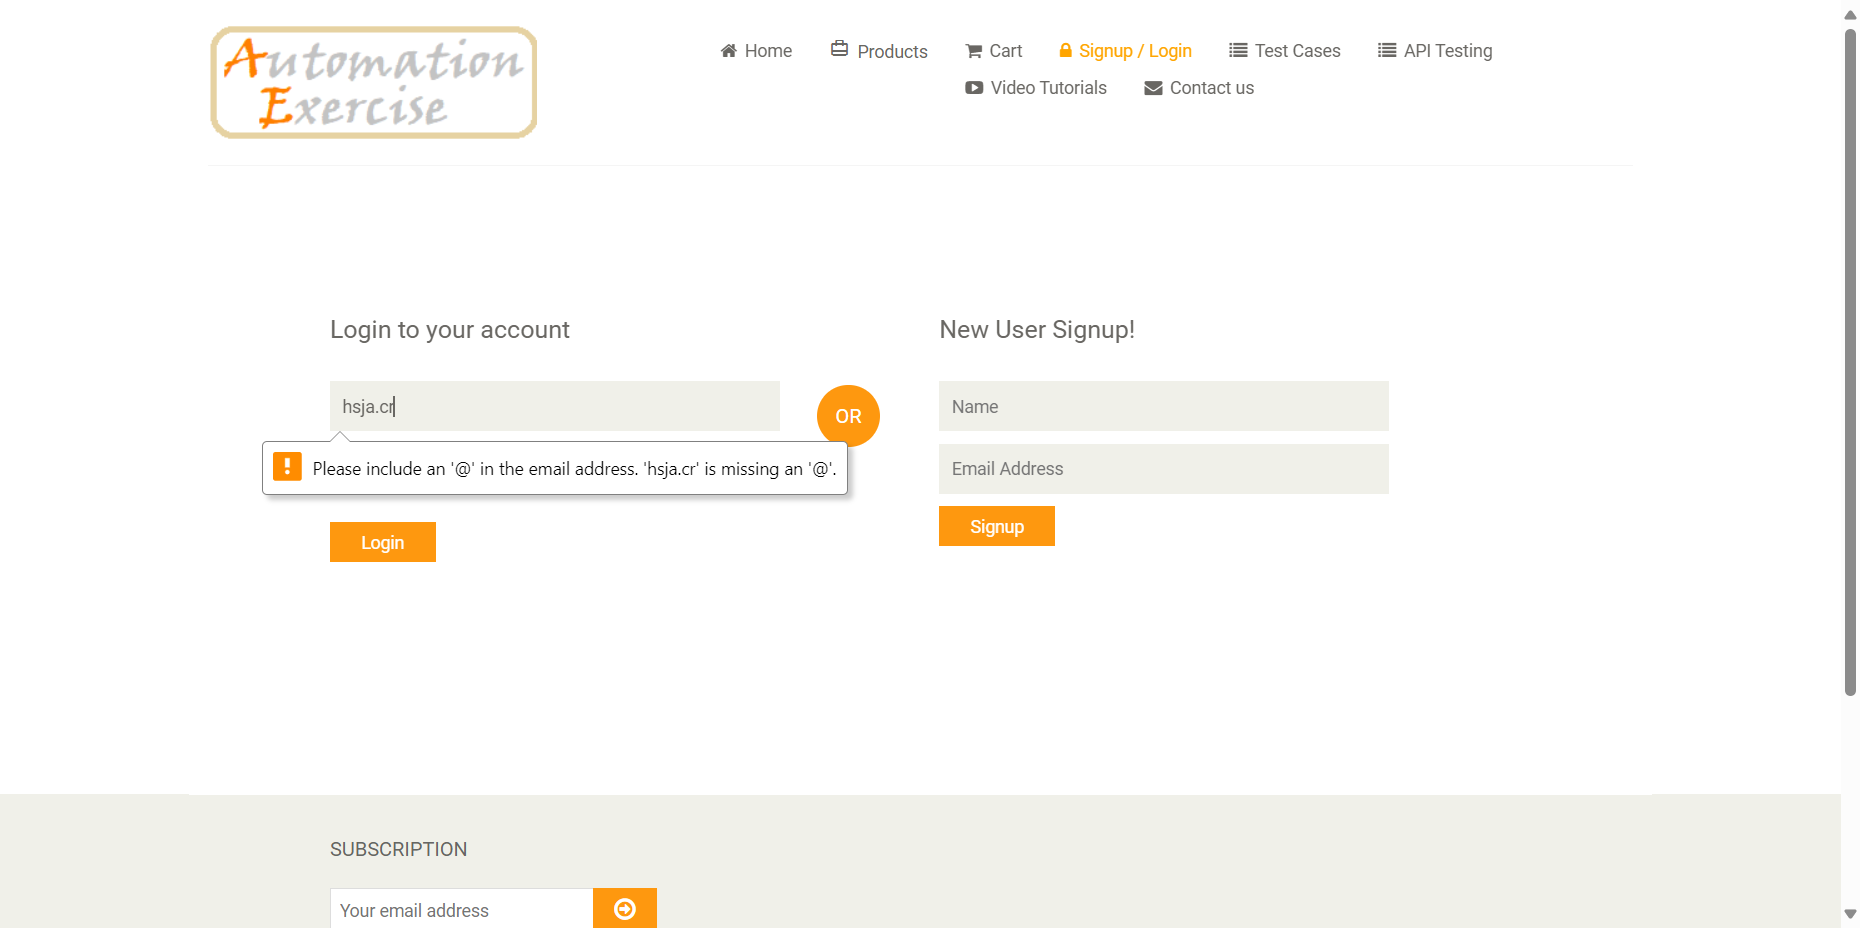 Automation
Exercise
Home
Products
Cart
Signup / Login
Test Cases
API Testing
Video Tutorials
Contact us
Login to your account
hsja.cr
Please include an '@' in the email address. 'hsja.cr' is missing an '@'.
Login
OR
New User Signup!
Name
Email Address
Signup
SUBSCRIPTION
Your email address